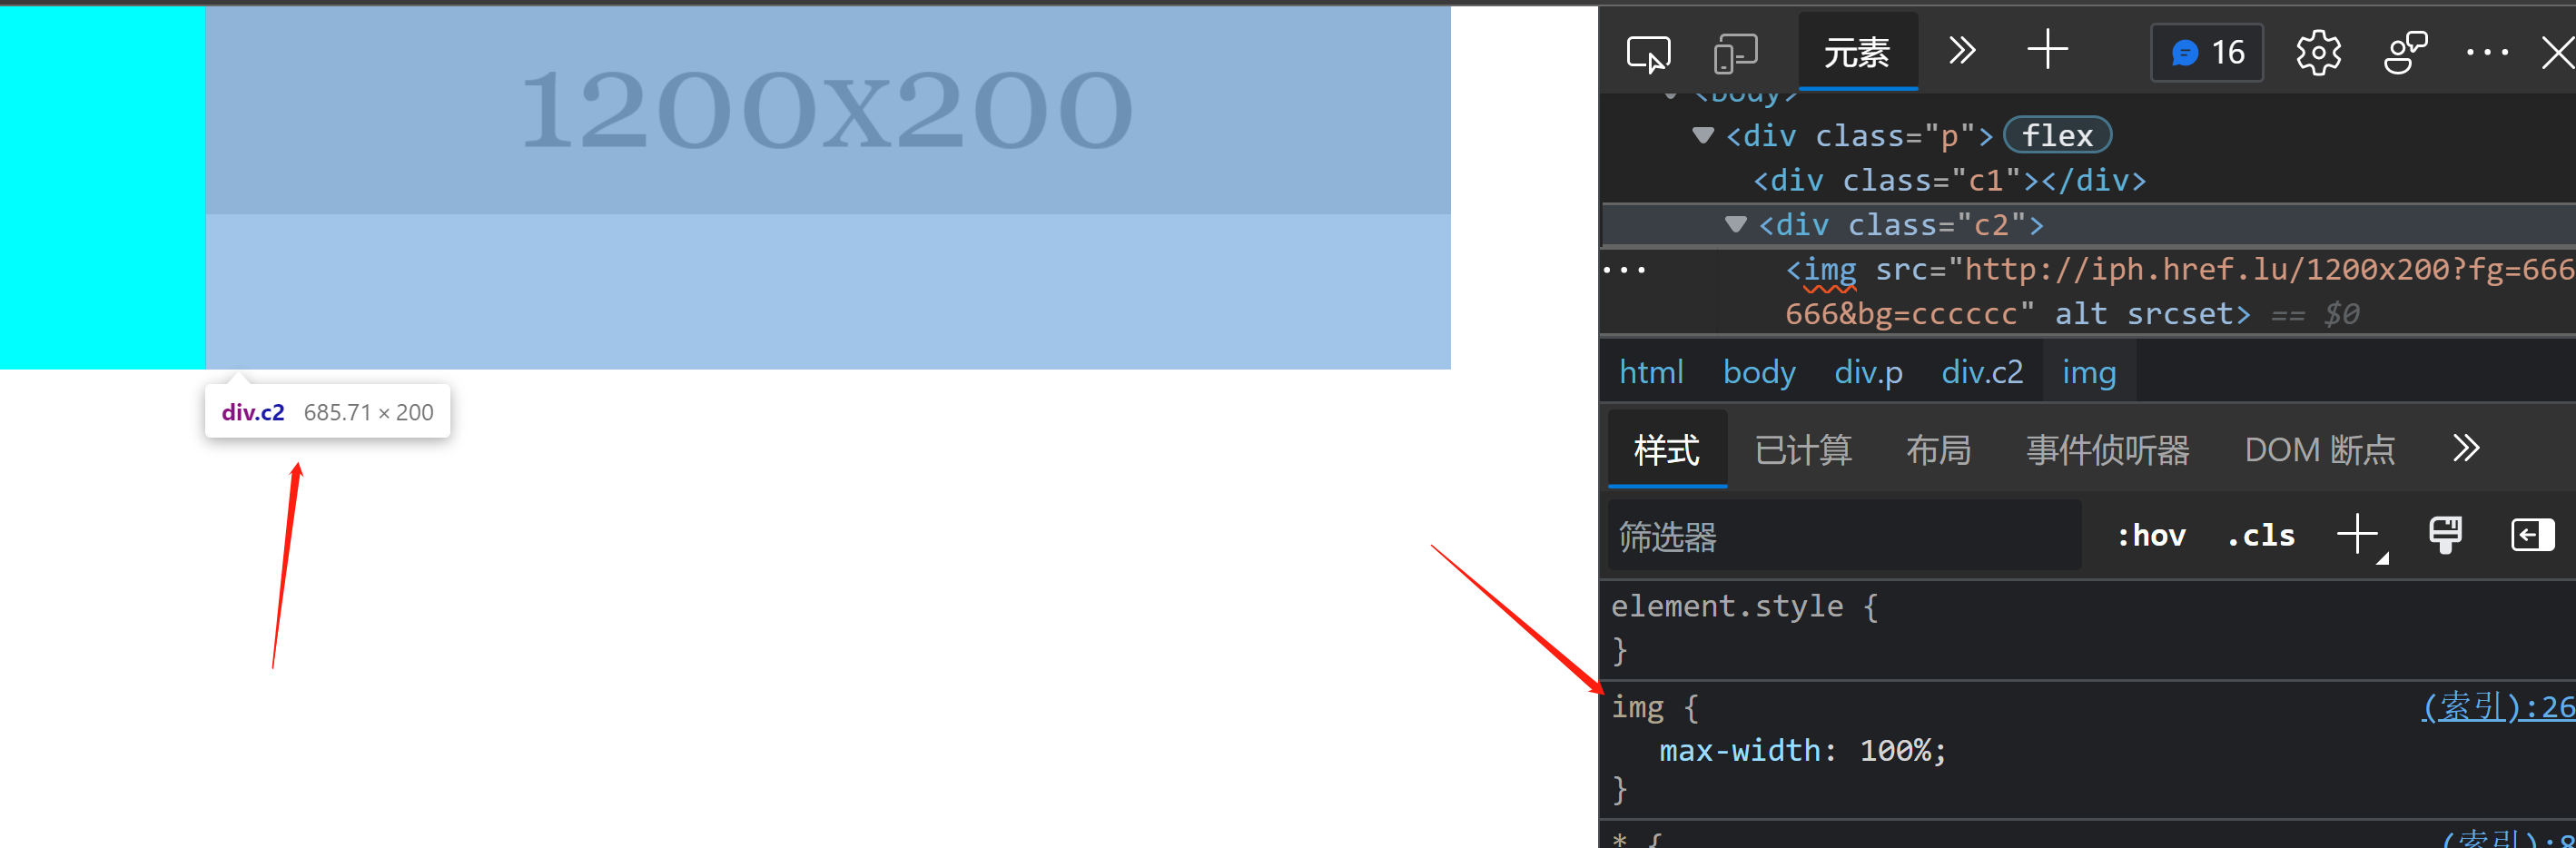 1200x200
div.c2 685.71 × 200
元素 16
<body>
<div class="p"> flex
<div class="c1"></div>
<div class="c2">
<img src="http://iph.href.lu/1200x200?fg=666
666&bg=cccccc" alt srcset> == $0
html body div.p div.c2 img
样式 已计算 布局 事件侦听器 DOM 断点
筛选器 :hov .cls
element.style {
}
img { (索引):26
max-width: 100%;
}
* { (索引):8